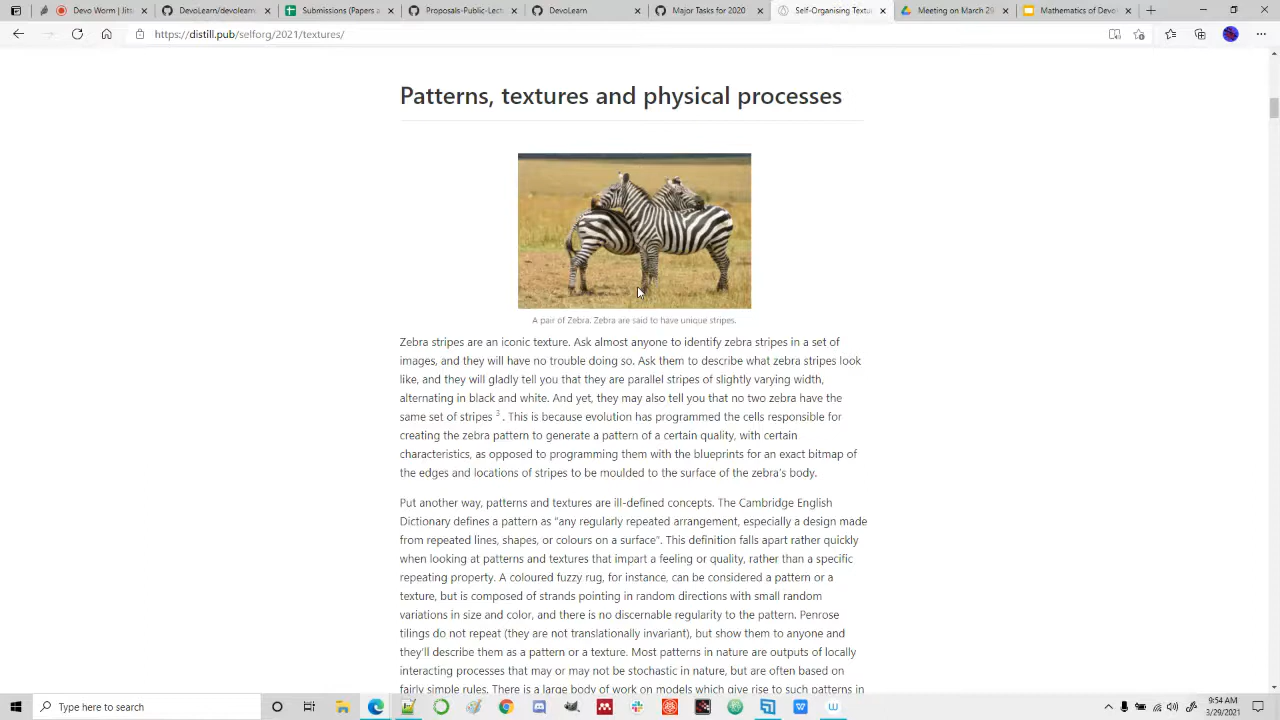 Devo Worm | Jits
DevoLearn/devolearn
Submissions (Papers a
Proposals-Public-Lect
DevoLearn
Major Tasks for 2020
Self-Organising Textur
Meeting on March 29
Mathematics of Devel
https://distill.pub/selforg/2021/textures/
Patterns, textures and physical processes
A pair of Zebra. Zebra are said to have unique stripes.
Zebra stripes are an iconic texture. Ask almost anyone to identify zebra stripes in a set of
images, and they will have no trouble doing so. Ask them to describe what zebra stripes look
like, and they will gladly tell you that they are parallel stripes of slightly varying width,
alternating in black and white. And yet, they may also tell you that no two zebra have the
same set of stripes 3 . This is because evolution has programmed the cells responsible for
creating the zebra pattern to generate a pattern of a certain quality, with certain
characteristics, as opposed to programming them with the blueprints for an exact bitmap of
the edges and locations of stripes to be moulded to the surface of the zebra's body.
Put another way, patterns and textures are ill-defined concepts. The Cambridge English
Dictionary defines a pattern as "any regularly repeated arrangement, especially a design made
from repeated lines, shapes, or colours on a surface". This definition falls apart rather quickly
when looking at patterns and textures that impart a feeling or quality, rather than a specific
repeating property. A coloured fuzzy rug, for instance, can be considered a pattern or a
texture, but is composed of strands pointing in random directions with small random
variations in size and color, and there is no discernable regularity to the pattern. Penrose
tilings do not repeat (they are not translationally invariant), but show them to anyone and
they'll describe them as a pattern or a texture. Most patterns in nature are outputs of locally
interacting processes that may or may not be stochastic in nature, but are often based on
fairly simple rules. There is a large body of work on models which give rise to such patterns in
Type here to search
9:54 AM
3/29/2021